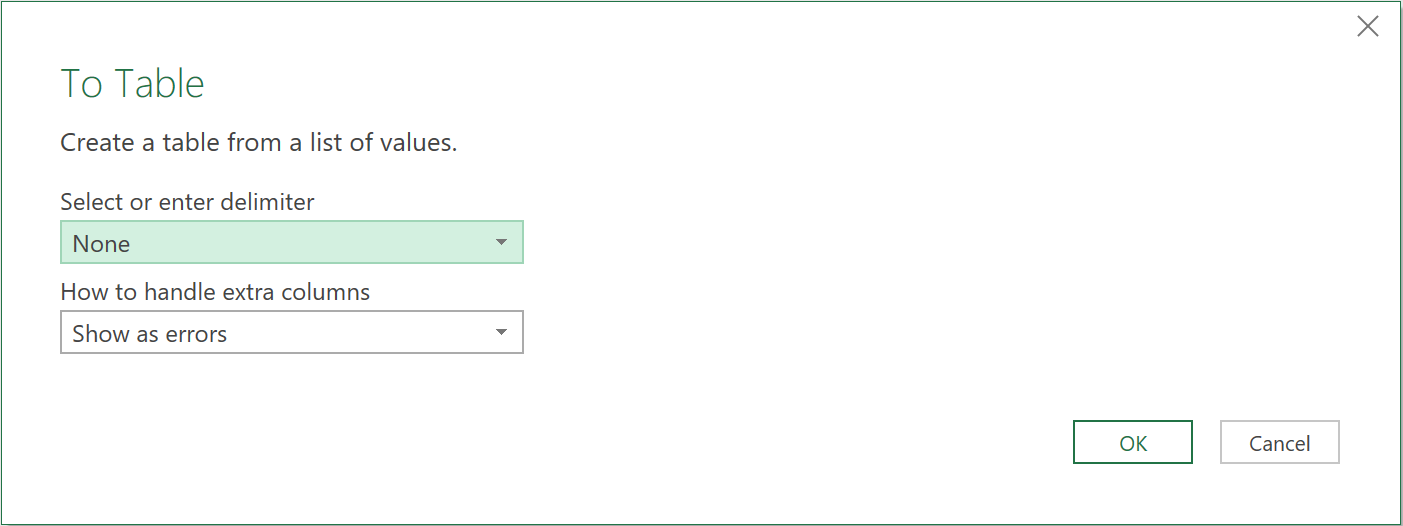 To Table
Create a table from a list of values.
Select or enter delimiter
None
How to handle extra columns
Show as errors
OK
Cancel